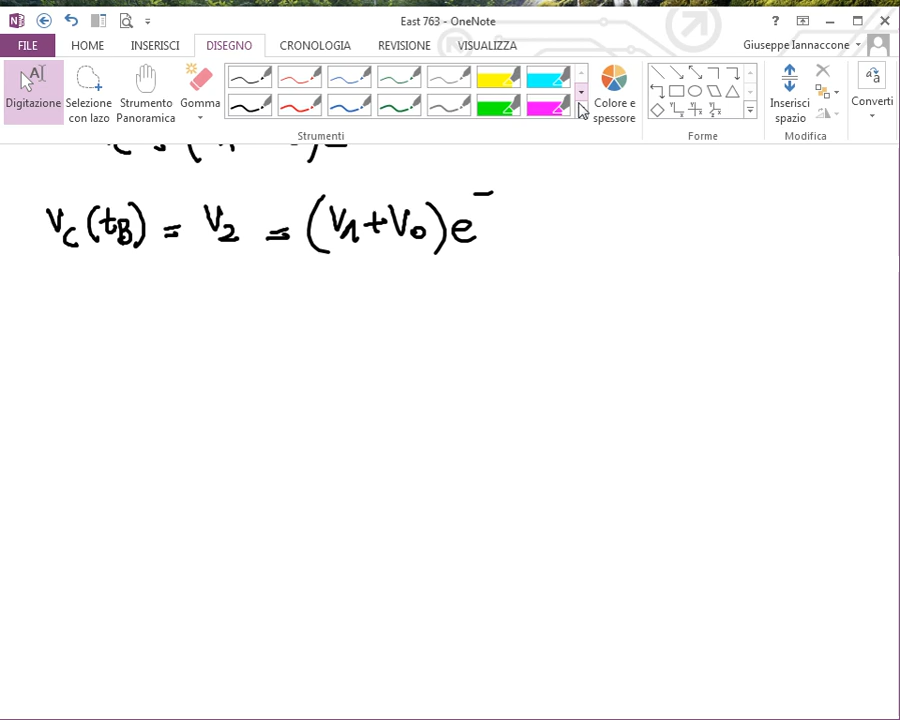 East 763 - OneNote
?
FILE HOME INSERISCI DISEGNO CRONOLOGIA REVISIONE VISUALIZZA Giuseppe Iannaccone
Digitazione Selezione con lazo Strumento Panoramica Gomma Colore e spessore Inserisci spazio Converti
Strumenti Forme Modifica
V_C(t_B) = V_2 = (V_1+V_0)e^-